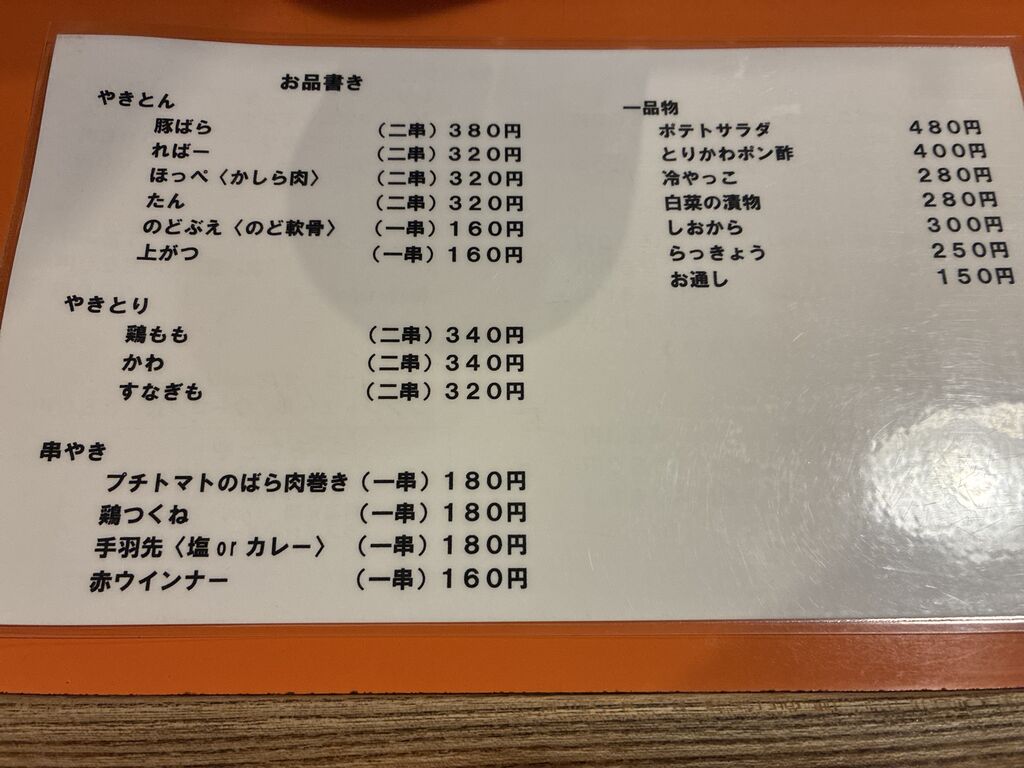 お品書き
やきとん
豚ばら （二串）３８０円
ればー （二串）３２０円
ほっぺ〈かしら肉〉 （二串）３２０円
たん （二串）３２０円
のどぶえ〈のど軟骨〉 （一串）１６０円
上がつ （一串）１６０円
やきとり
鶏もも （二串）３４０円
かわ （二串）３４０円
すなぎも （二串）３２０円
串やき
プチトマトのばら肉巻き（一串）１８０円
鶏つくね （一串）１８０円
手羽先〈塩orカレー〉 （一串）１８０円
赤ウインナー （一串）１６０円
一品物
ポテトサラダ ４８０円
とりかわポン酢 ４００円
冷やっこ ２８０円
白菜の漬物 ２８０円
しおから ３００円
らっきょう ２５０円
お通し １５０円